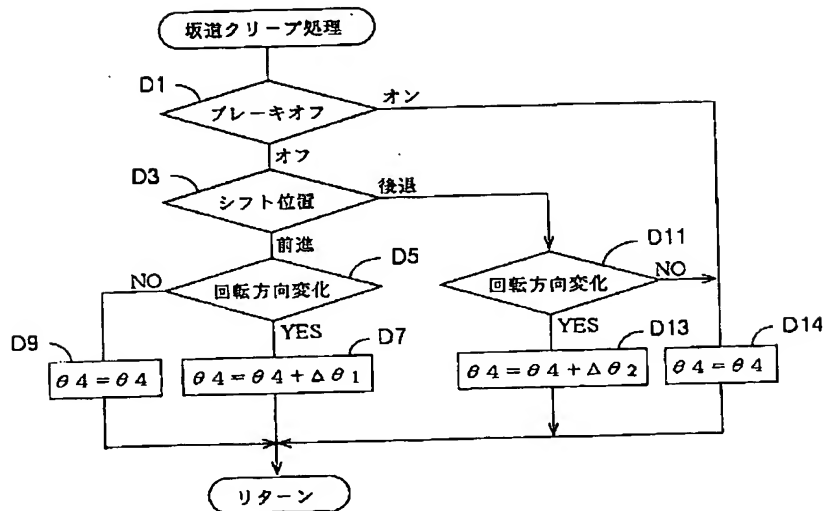 坂道クリープ処理
D1
ブレーキオフ
オン
オフ
D3
シフト位置
後退
前進
D5
回転方向変化
NO
YES
D11
回転方向変化
NO
YES
D9
θ4=θ4
D7
θ4=θ4+Δθ1
D13
θ4=θ4+Δθ2
D14
θ4=θ4
リターン